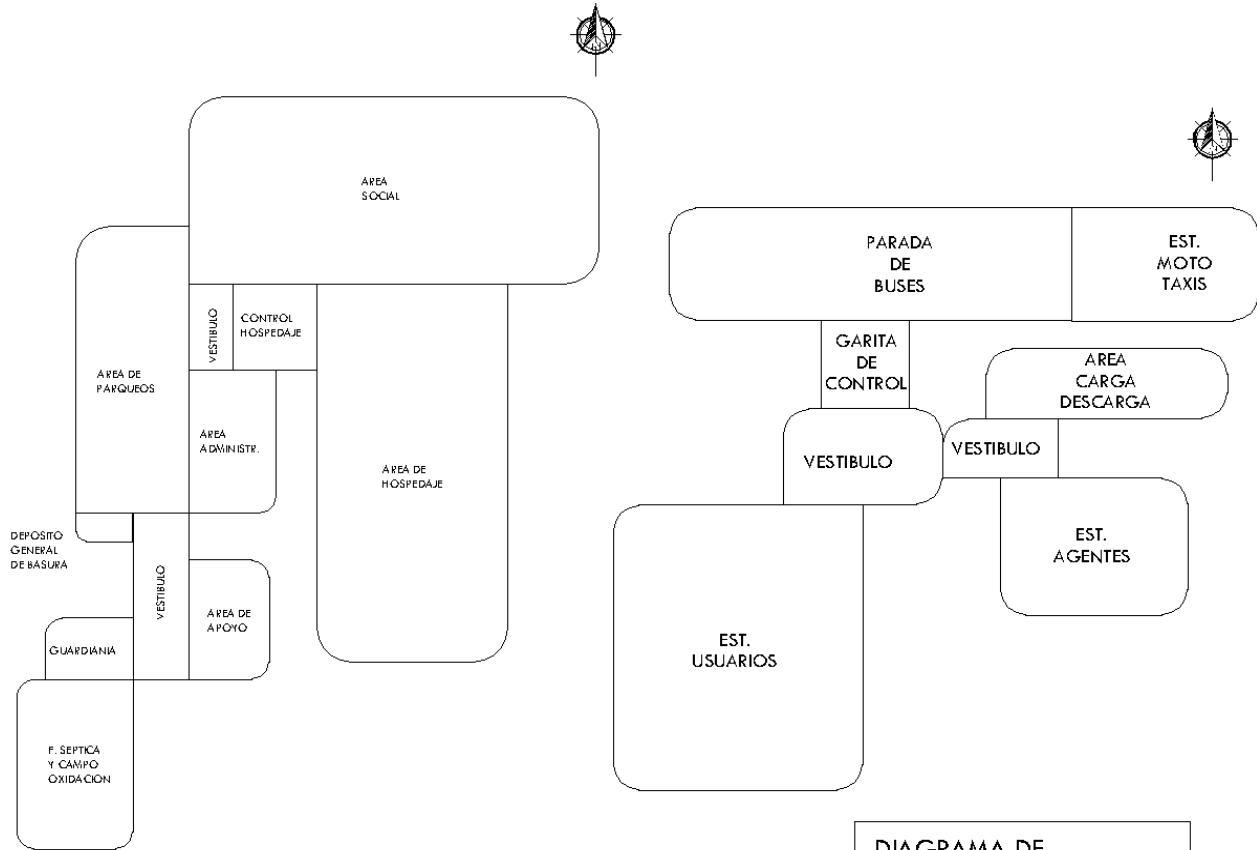 AREA
SOCIAL
VESTIBULO
CONTROL
HOSPEDAJE
AREA DE
PARQUEOS
AREA
ADMINISTR.
AREA DE
HOSPEDAJE
DEPOSITO
GENERAL
DE BASURA
VESTIBULO
AREA DE
APOYO
GUARDIANIA
F. SEPTICA
Y CAMPO
OXIDACION
PARADA
DE
BUSES
EST.
MOTO
TAXIS
GARITA
DE
CONTROL
AREA
CARGA
DESCARGA
VESTIBULO
VESTIBULO
EST.
AGENTES
EST.
USUARIOS
DIAGRAMA DE